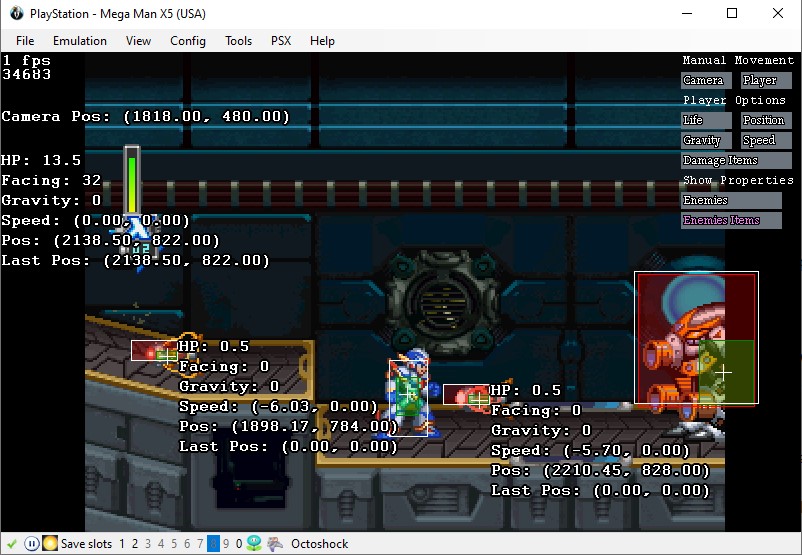 PlayStation - Mega Man X5 (USA)
File Emulation View Config Tools PSX Help
1 fps
34683
Manual Movement
Camera Player
Player Options
Life Position
Gravity Speed
Damage Items
Show Properties
Enemies
Enemies Items
Camera Pos: (1818.00, 480.00)
HP: 13.5
Facing: 32
Gravity: 0
Speed: (0.00, 0.00)
Pos: (2138.50, 822.00)
Last Pos: (2138.50, 822.00)
HP: 0.5
Facing: 0
Gravity: 0
Speed: (-6.03, 0.00)
Pos: (1898.17, 784.00)
Last Pos: (0.00, 0.00)
HP: 0.5
Facing: 0
Gravity: 0
Speed: (-5.70, 0.00)
Pos: (2210.45, 828.00)
Last Pos: (0.00, 0.00)
Save slots 1 2 3 4 5 6 7 8 9 0 Octoshock